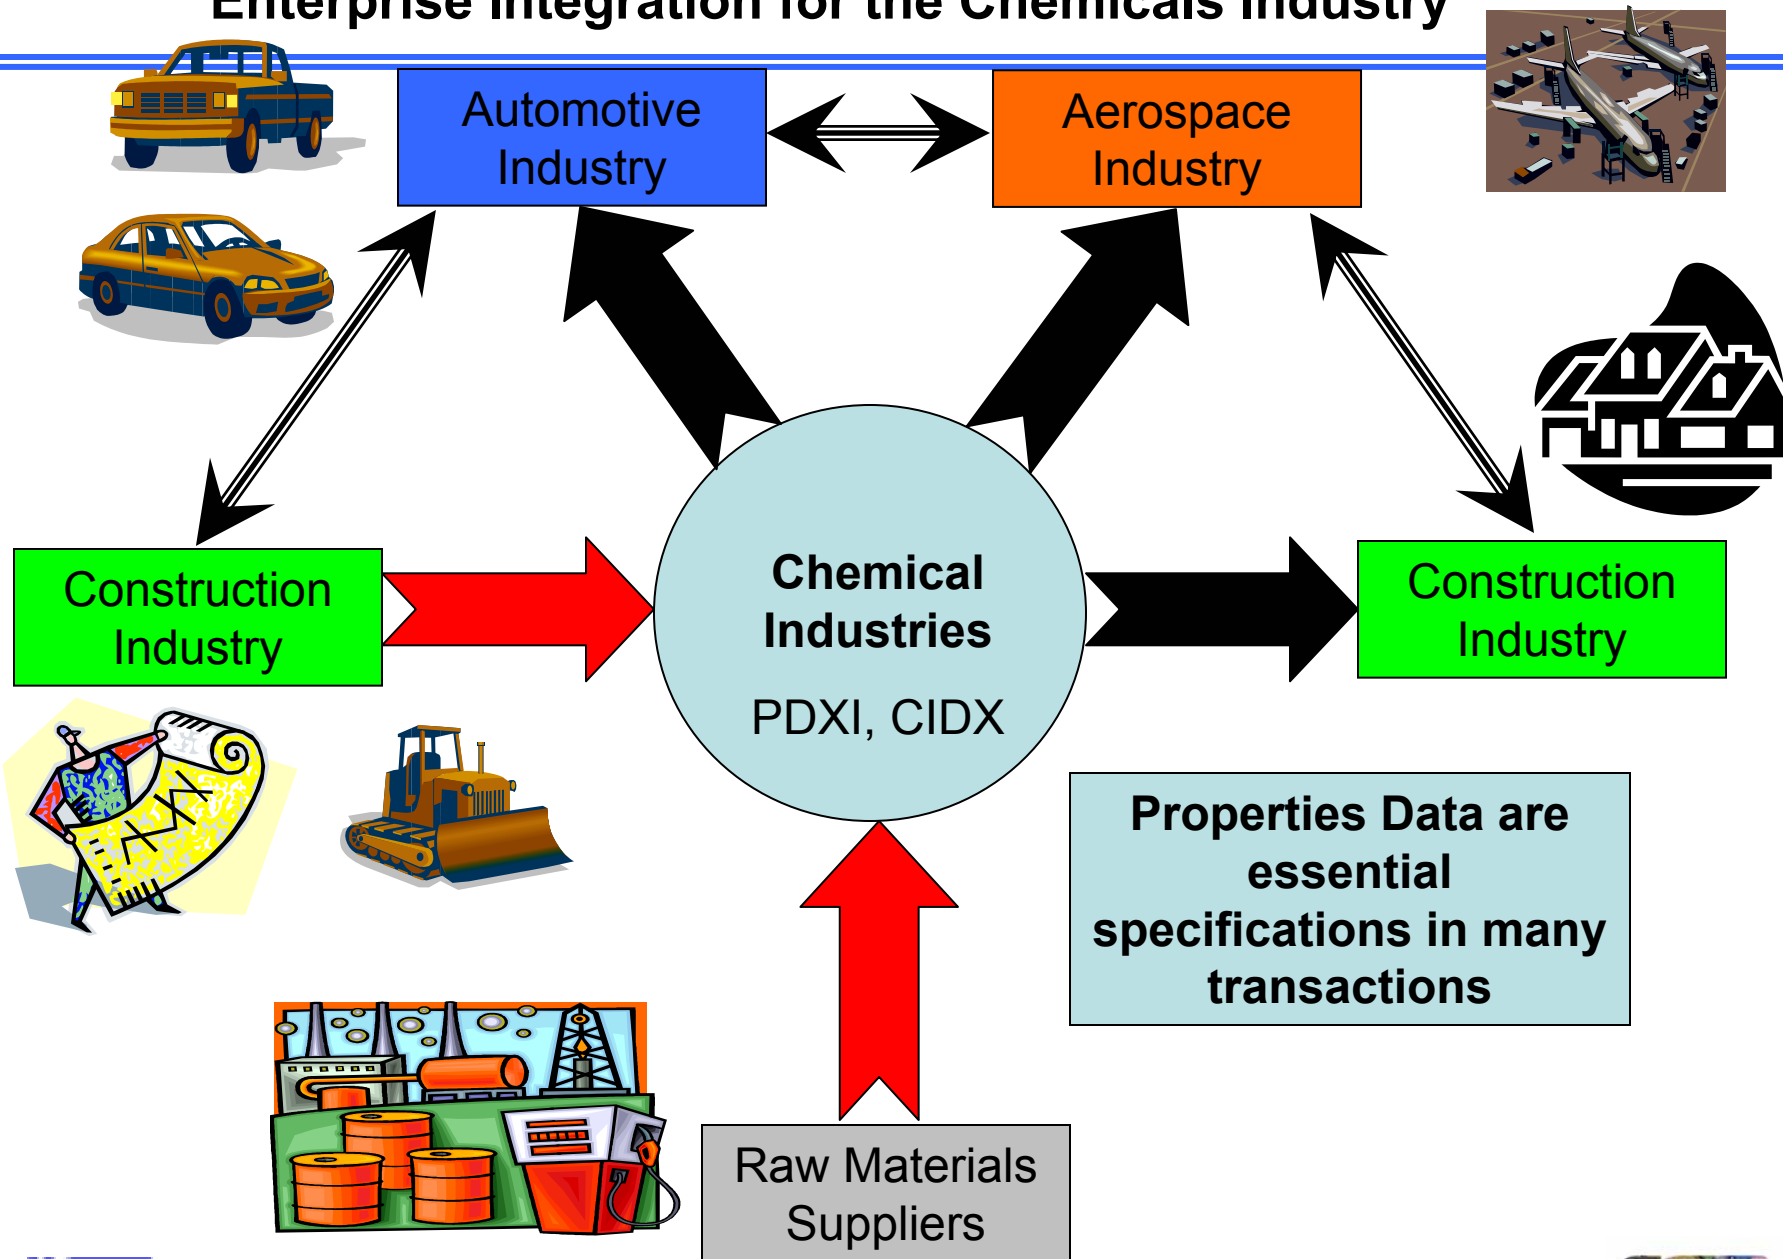 Enterprise Integration for the Chemicals Industry
Automotive
Industry
Aerospace
Industry
Construction
Industry
Chemical
Industries
PDXI, CIDX
Construction
Industry
Properties Data are
essential
specifications in many
transactions
Raw Materials
Suppliers